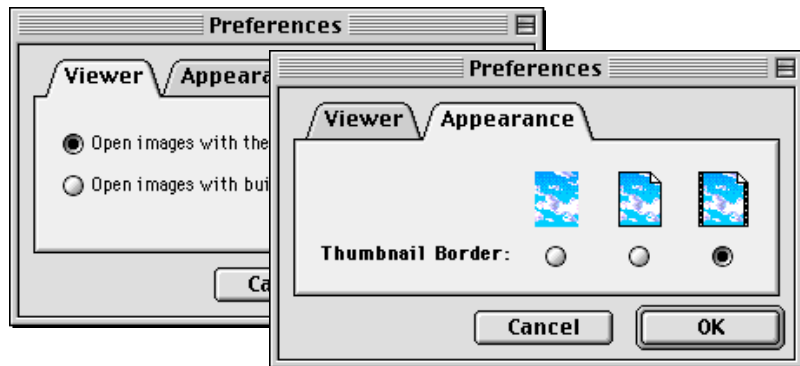 Preferences
Viewer Appeara
Open images with the
Open images with bui
Ca
Preferences
Viewer Appearance
Thumbnail Border:
Cancel OK